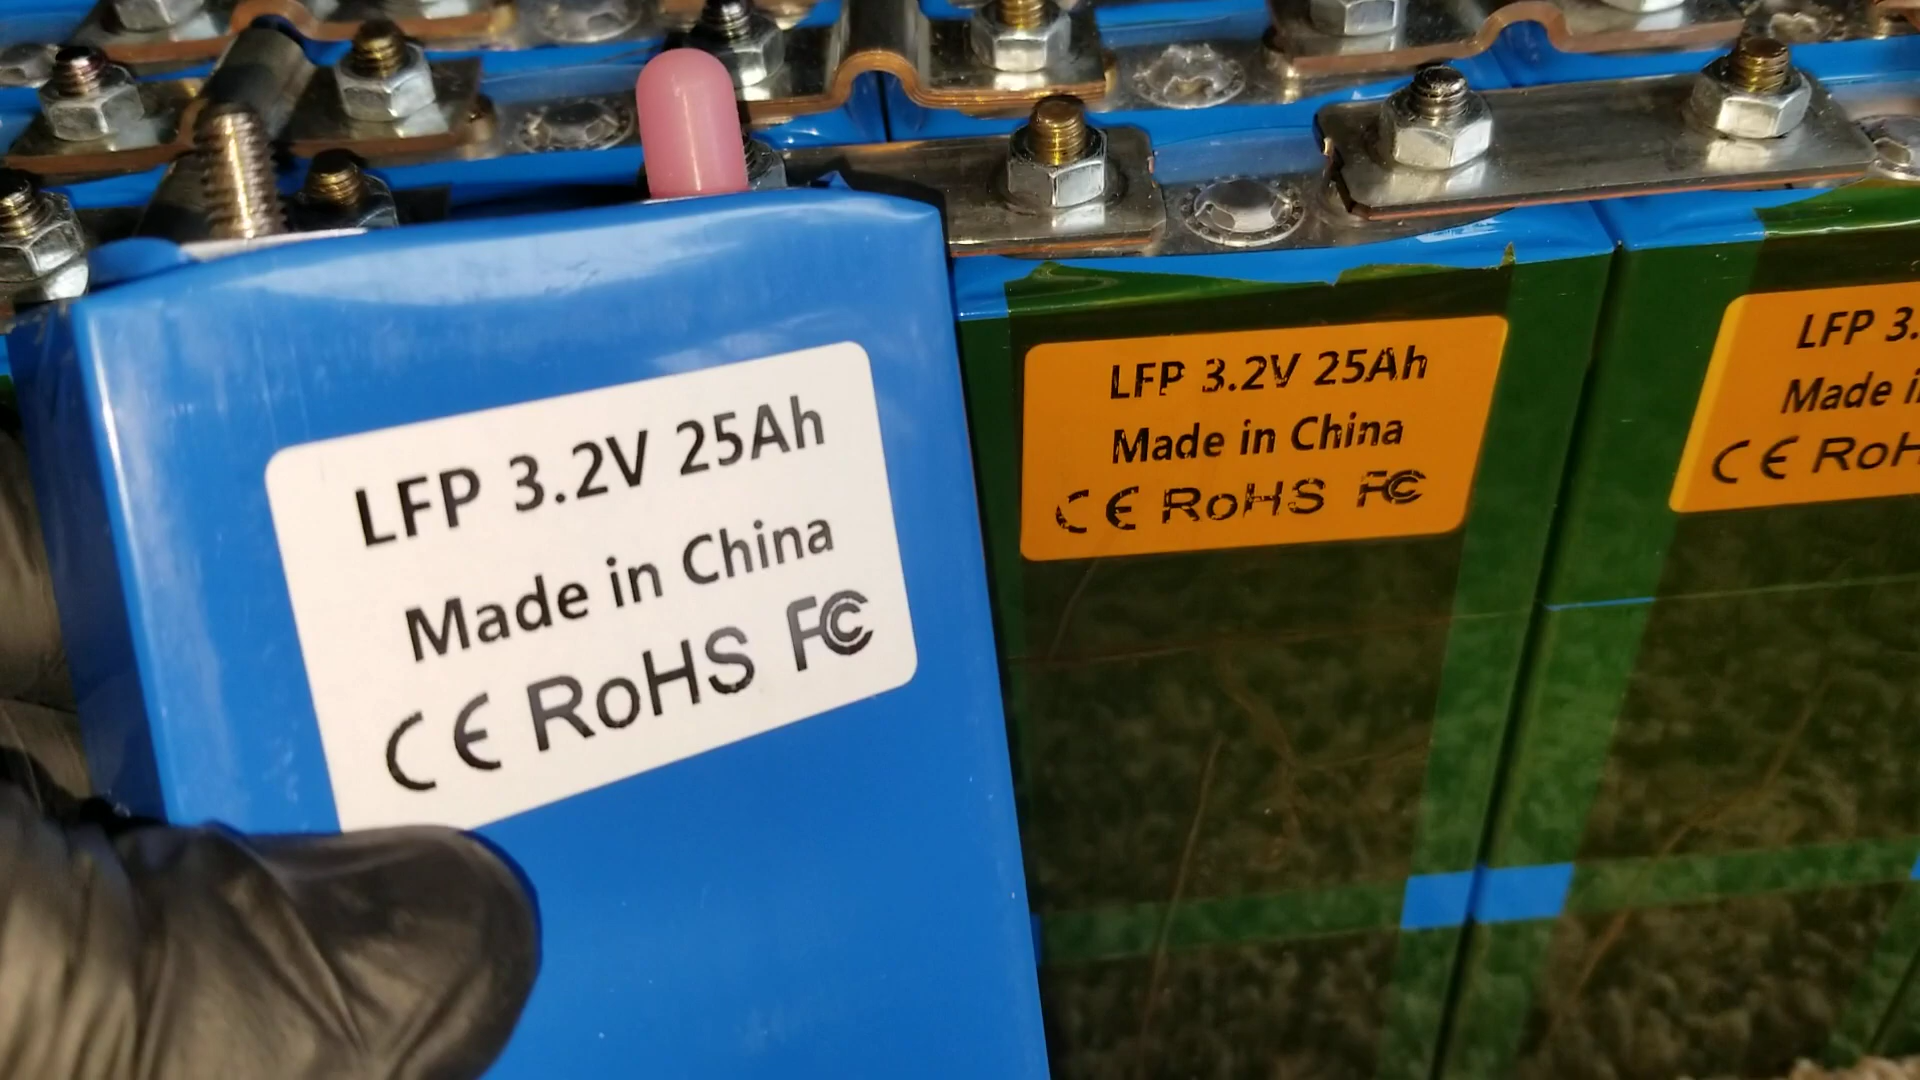 LFP 3.2V 25Ah
Made in China
CE RoHS FC
LFP 3.2V 25Ah
Made in China
CE RoHS FC
LFP 3.
Made
CE RoH